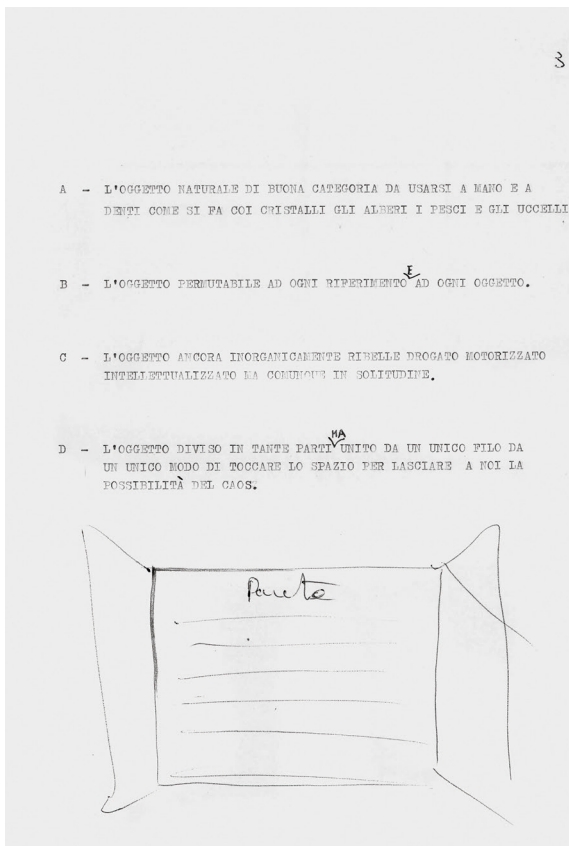 3
A - L'OGGETTO NATURALE DI BUONA CATEGORIA DA USARSI A MANO E A
DENTI COME SI FA COI CRISTALLI GLI ALBERI I PESCI E GLI UCCELLI
B - L'OGGETTO PERMUTABILE AD OGNI RIFERIMENTO E AD OGNI OGGETTO.
C - L'OGGETTO ANCORA INORGANICAMENTE RIBELLE DROGATO MOTORIZZATO
INTELLETTUALIZZATO MA COMUNQUE IN SOLITUDINE.
D - L'OGGETTO DIVISO IN TANTE PARTI MA UNITO DA UN UNICO FILO DA
UN UNICO MODO DI TOCCARE LO SPAZIO PER LASCIARE A NOI LA
POSSIBILITÀ DEL CAOS.
Parete